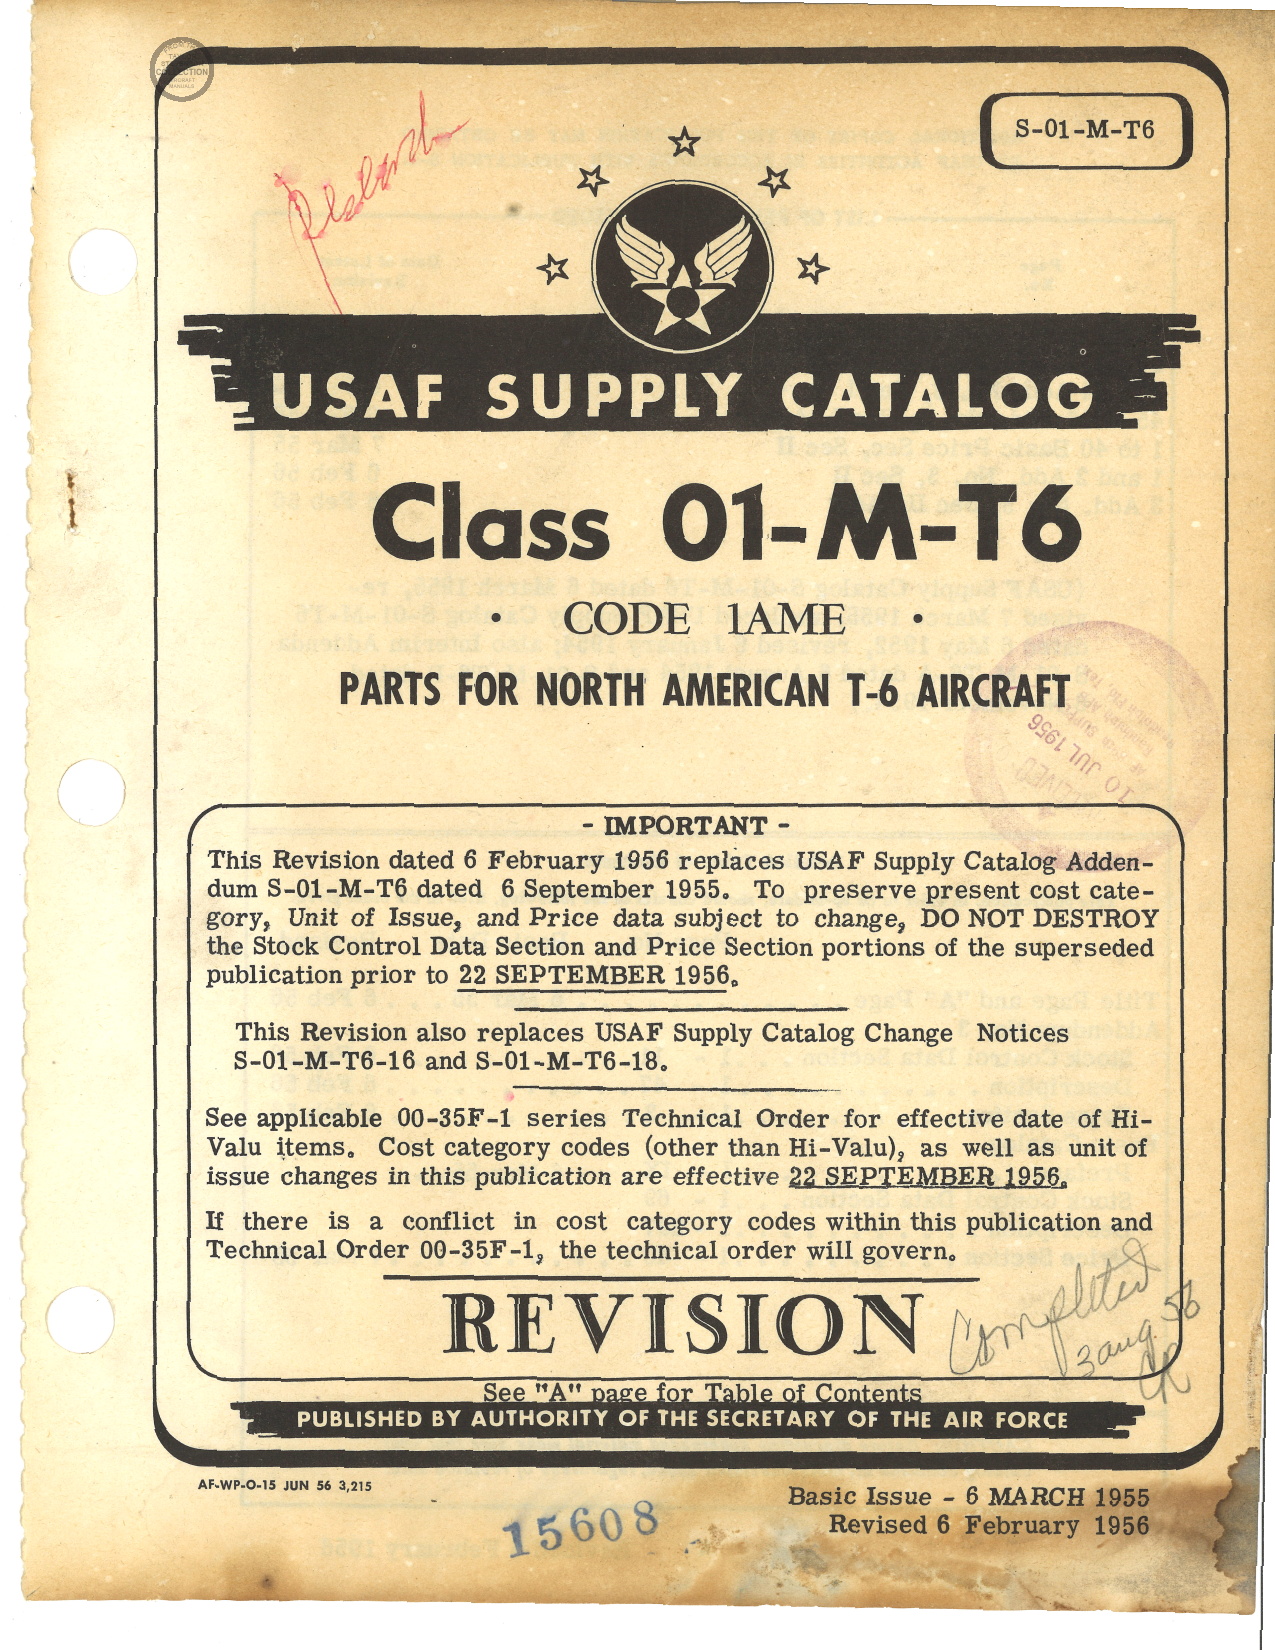 S-01-M-T6
USAF SUPPLY CATALOG
Class 01-M-T6
• CODE 1AME •
PARTS FOR NORTH AMERICAN T-6 AIRCRAFT
10 JUL 1956
- IMPORTANT -
This Revision dated 6 February 1956 replaces USAF Supply Catalog Adden-
dum S-01-M-T6 dated 6 September 1955. To preserve present cost cate-
gory, Unit of Issue, and Price data subject to change, DO NOT DESTROY
the Stock Control Data Section and Price Section portions of the superseded
publication prior to 22 SEPTEMBER 1956.
This Revision also replaces USAF Supply Catalog Change Notices
S-01-M-T6-16 and S-01-M-T6-18.
See applicable 00-35F-1 series Technical Order for effective date of Hi-
Valu items. Cost category codes (other than Hi-Valu), as well as unit of
issue changes in this publication are effective 22 SEPTEMBER 1956.
If there is a conflict in cost category codes within this publication and
Technical Order 00-35F-1, the technical order will govern.
REVISION
Completed
3 aug. 56
CR
See "A" page for Table of Contents
PUBLISHED BY AUTHORITY OF THE SECRETARY OF THE AIR FORCE
AF-WP-O-15 JUN 56 3,215
Basic Issue - 6 MARCH 1955
Revised 6 February 1956
15608